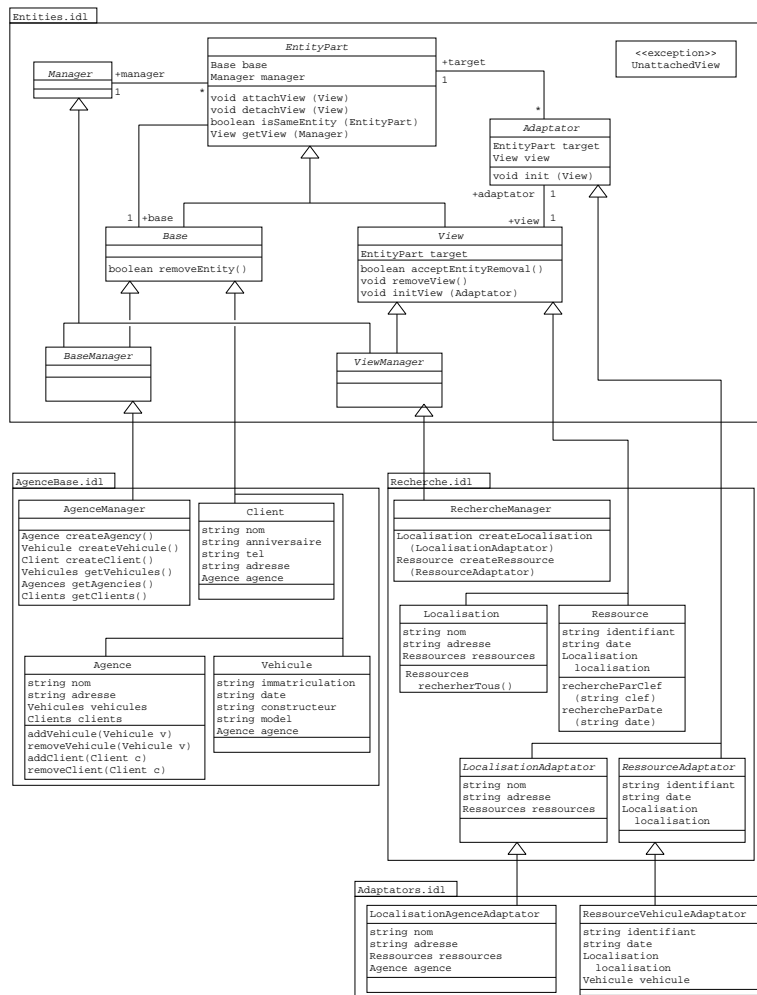 Entities.idl
EntityPart
Base base
Manager manager
void attachView (View)
void detachView (View)
boolean isSameEntity (EntityPart)
View getView (Manager)
<<exception>>
UnattachedView
Manager
+manager
1
*
+target
1
*
Adaptator
EntityPart target
View view
void init (View)
+adaptator
1
1
+base
+view
1
Base
boolean removeEntity()
View
EntityPart target
boolean acceptEntityRemoval()
void removeView()
void initView (Adaptator)
BaseManager
ViewManager
AgenceBase.idl
AgenceManager
Agence createAgency()
Vehicule createVehicule()
Client createClient()
Vehicules getVehicules()
Agences getAgencies()
Clients getClients()
Client
string nom
string anniversaire
string tel
string adresse
Agence agence
Agence
string nom
string adresse
Vehicules vehicules
Clients clients
addVehicule(Vehicule v)
removeVehicule(Vehicule v)
addClient(Client c)
removeClient(Client c)
Vehicule
string immatriculation
string date
string constructeur
string model
Agence agence
Recherche.idl
RechercheManager
Localisation createLocalisation
(LocalisationAdaptator)
Ressource createRessource
(RessourceAdaptator)
Localisation
string nom
string adresse
Ressources ressources
Ressources
recherherTous()
Ressource
string identifiant
string date
Localisation
localisation
rechercheParClef
(string clef)
rechercheParDate
(string date)
LocalisationAdaptator
string nom
string adresse
Ressources ressources
RessourceAdaptator
string identifiant
string date
Localisation
localisation
Adaptators.idl
LocalisationAgenceAdaptator
string nom
string adresse
Ressources ressources
Agence agence
RessourceVehiculeAdaptator
string identifiant
string date
Localisation
localisation
Vehicule vehicule